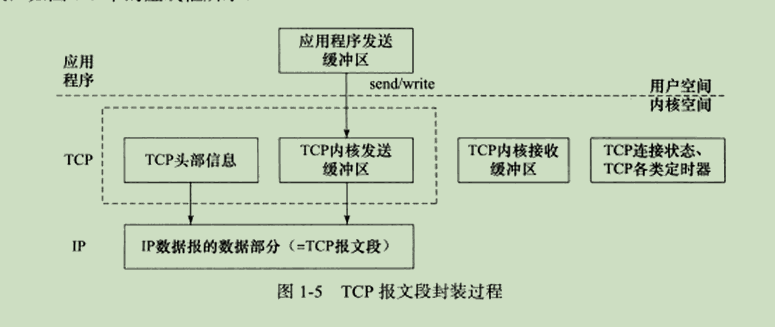 应用程序发送
缓冲区
应用
程序
send/write
用户空间
内核空间
TCP
TCP头部信息
TCP内核发送
缓冲区
TCP内核接收
缓冲区
TCP连接状态、
TCP各类定时器
IP
IP数据报的数据部分（=TCP报文段）
图 1-5 TCP 报文段封装过程